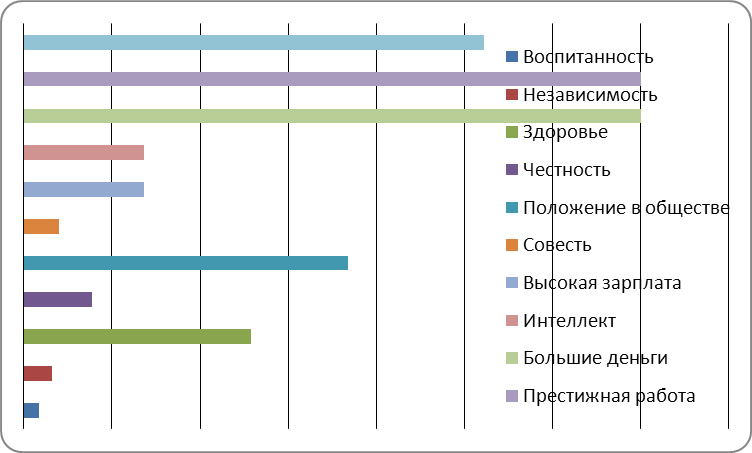 Воспитанность
Независимость
Здоровье
Честность
Положение в обществе
Совесть
Высокая зарплата
Интеллект
Большие деньги
Престижная работа